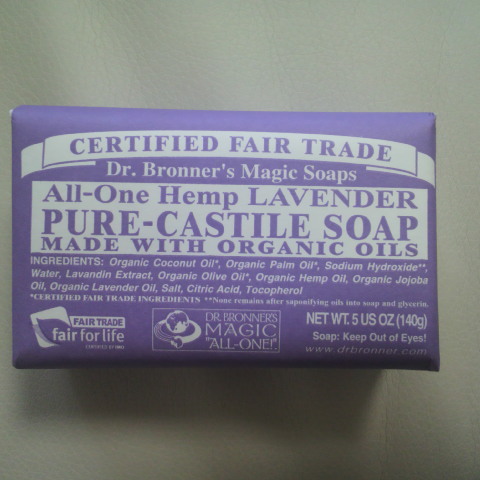 CERTIFIED FAIR TRADE
Dr. Bronner's Magic Soaps
All-One Hemp LAVENDER
PURE-CASTILE SOAP
MADE WITH ORGANIC OILS
INGREDIENTS: Organic Coconut Oil*, Organic Palm Oil*, Sodium Hydroxide**,
Water, Lavandin Extract, Organic Olive Oil*, Organic Hemp Oil, Organic Jojoba
Oil, Organic Lavender Oil, Salt, Citric Acid, Tocopherol
*CERTIFIED FAIR TRADE INGREDIENTS **None remains after saponifying oils into soap and glycerin.
FAIR TRADE
fair for life
DR. BRONNER'S
MAGIC
"ALL-ONE!"
NET WT. 5 US OZ (140g)
Soap: Keep Out of Eyes!
www.drbronner.com